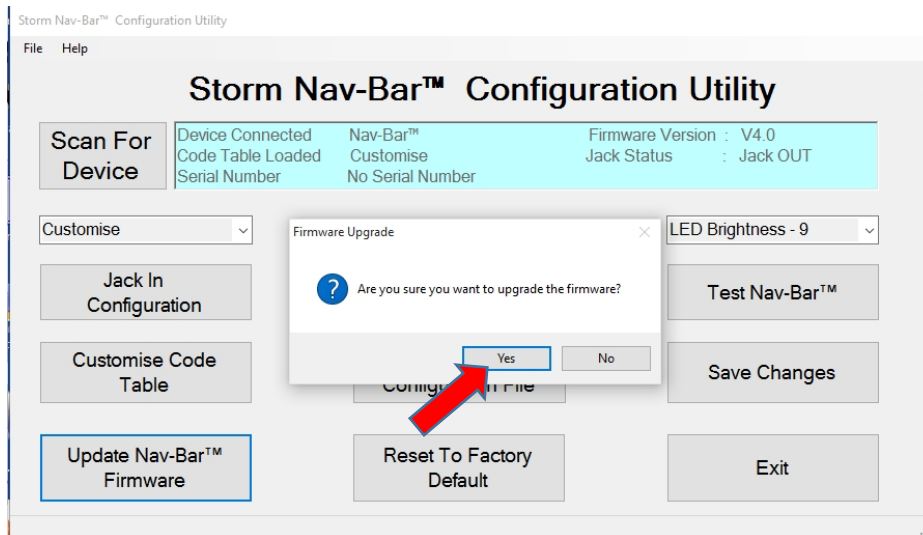 Storm Nav-Bar™ Configuration Utility
File Help
Storm Nav-Bar™ Configuration Utility
Scan For
Device
Device Connected Nav-Bar™ Firmware Version : V4.0
Code Table Loaded Customise Jack Status : Jack OUT
Serial Number No Serial Number
Customise
LED Brightness - 9
Firmware Upgrade
Are you sure you want to upgrade the firmware?
Yes No
Jack In
Configuration
Test Nav-Bar™
Customise Code
Table
File
Save Changes
Update Nav-Bar™
Firmware
Reset To Factory
Default
Exit